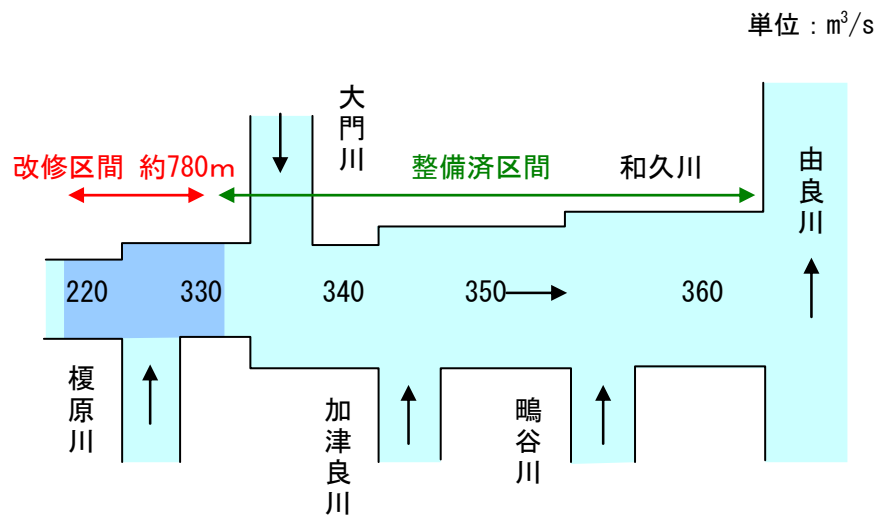 単位：m³/s
大門川
改修区間 約780m
整備済区間
和久川
由良川
220
330
340
350
360
榎原川
加津良川
鴫谷川